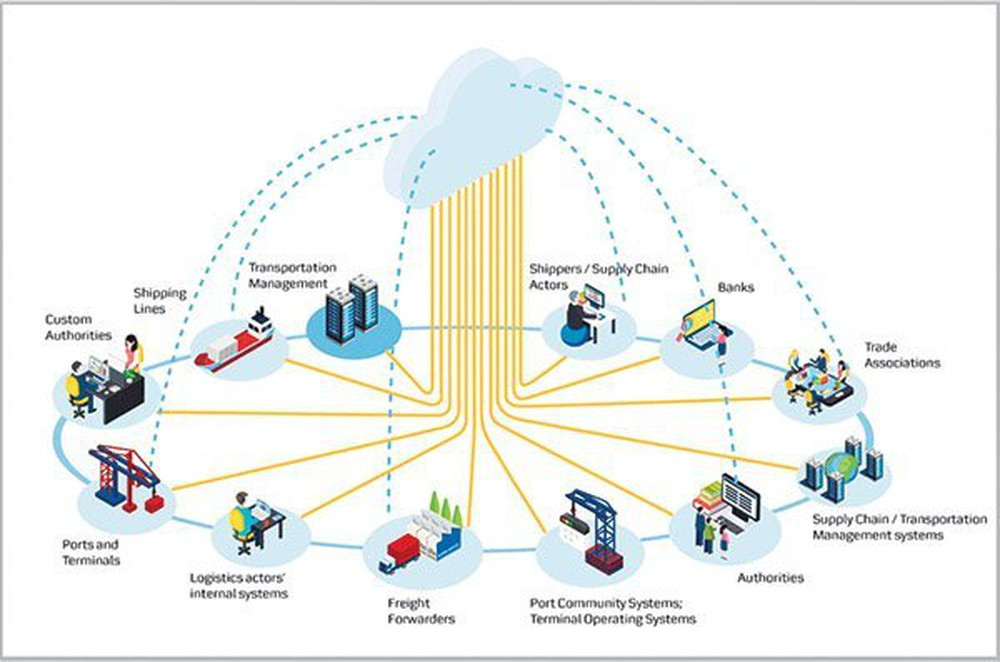 Transportation
Management
Shippers / Supply Chain
Actors
Banks
Shipping
Lines
Custom
Authorities
Trade
Associations
Supply Chain / Transportation
Management systems
Ports and
Terminals
Logistics actors'
internal systems
Authorities
Freight
Forwarders
Port Community Systems;
Terminal Operating Systems